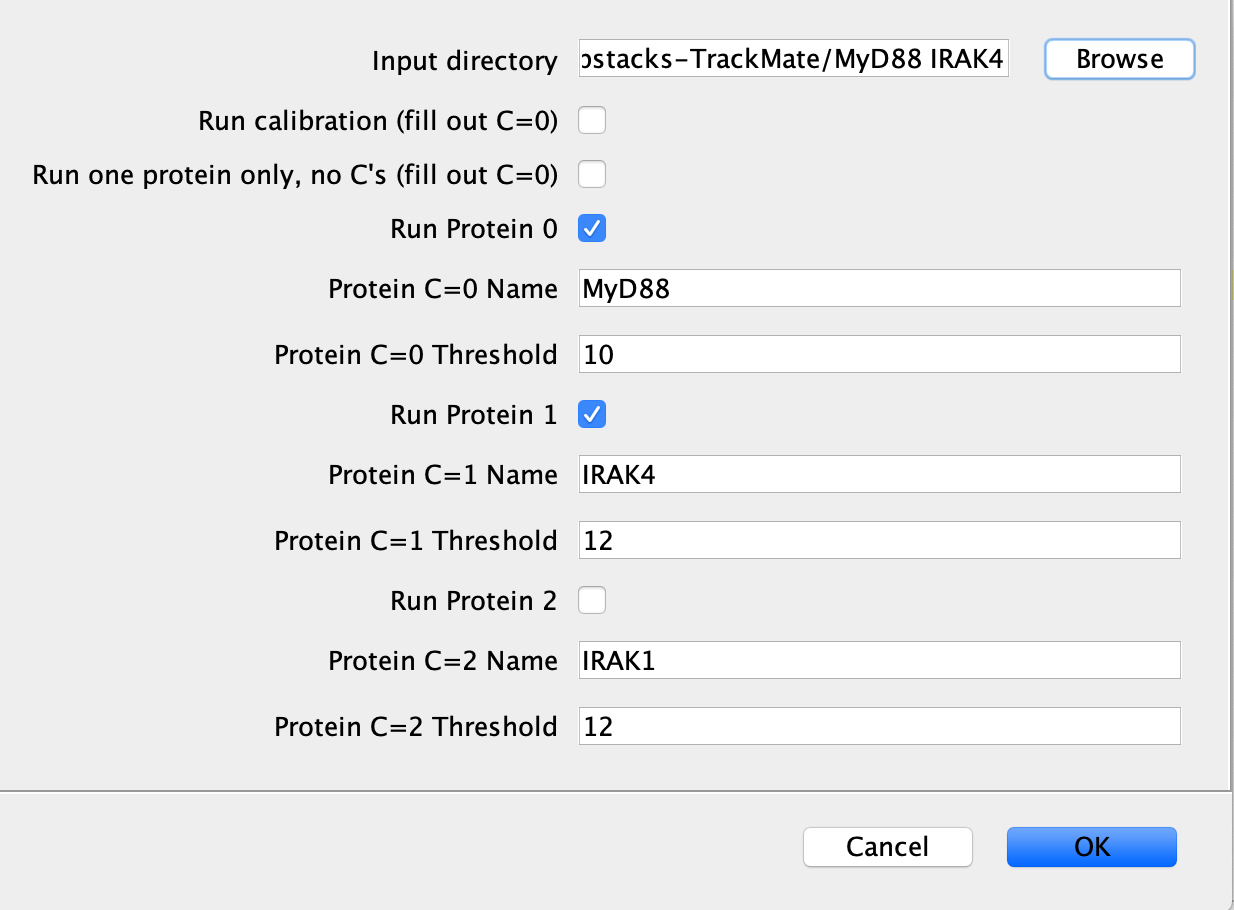 Input directory ostacks-TrackMate/MyD88 IRAK4 Browse
Run calibration (fill out C=0)
Run one protein only, no C's (fill out C=0)
Run Protein 0
Protein C=0 Name MyD88
Protein C=0 Threshold 10
Run Protein 1
Protein C=1 Name IRAK4
Protein C=1 Threshold 12
Run Protein 2
Protein C=2 Name IRAK1
Protein C=2 Threshold 12
Cancel OK